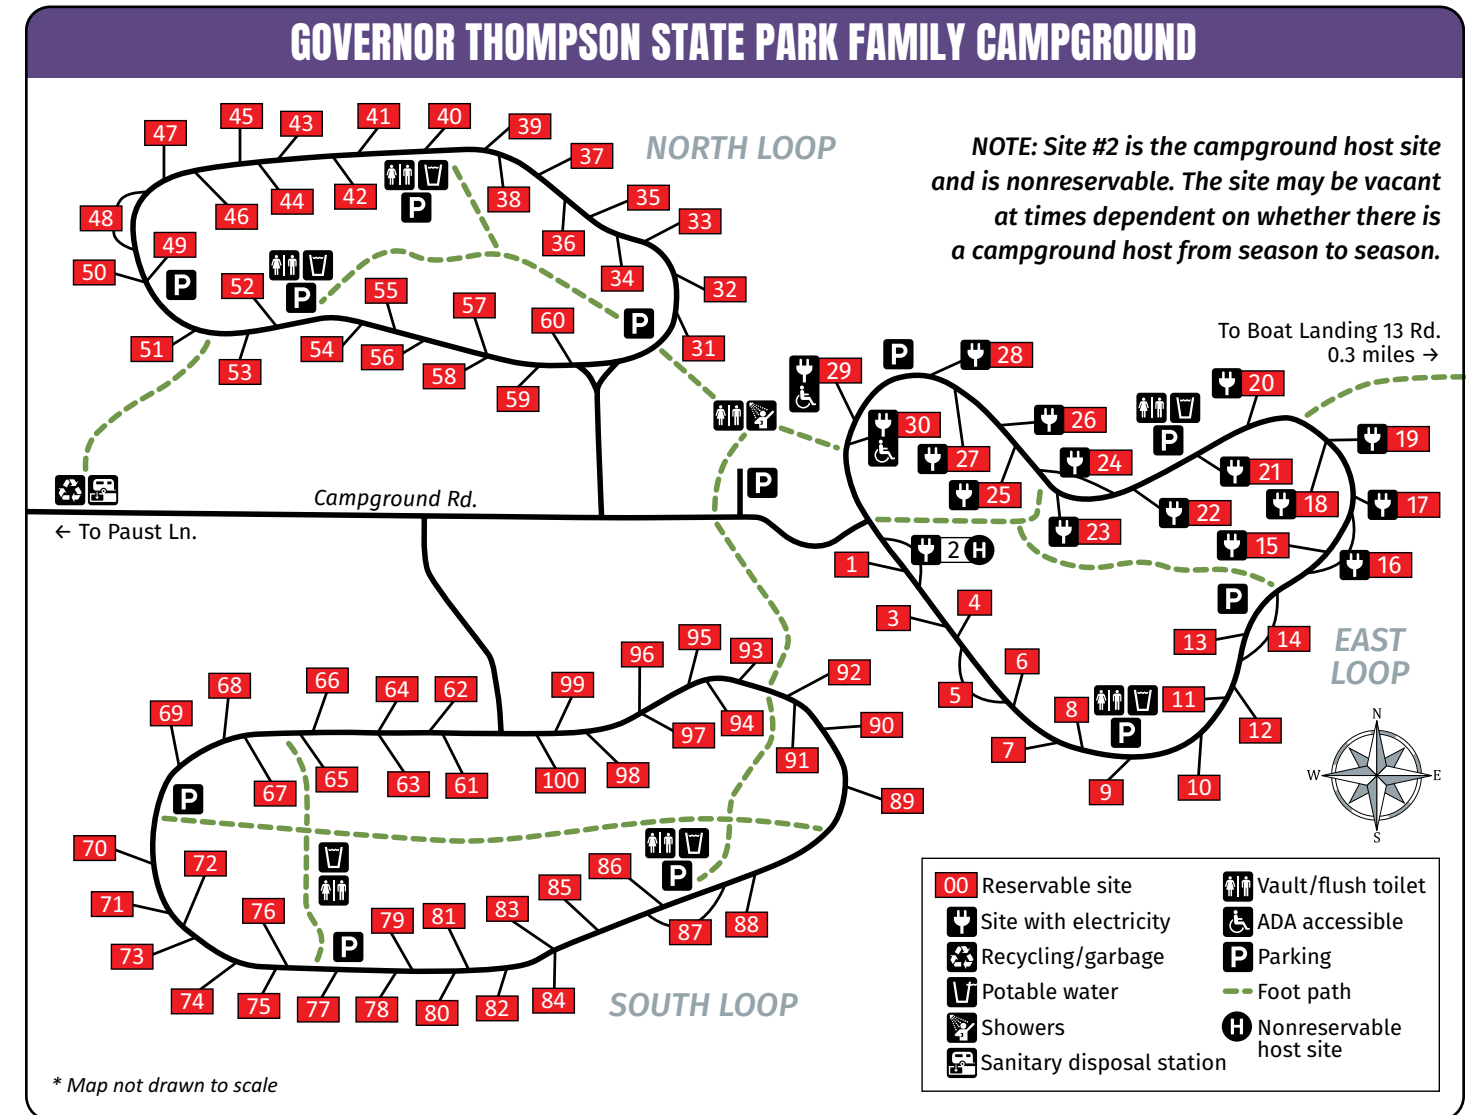 GOVERNOR THOMPSON STATE PARK FAMILY CAMPGROUND
NORTH LOOP
NOTE: Site #2 is the campground host site
and is nonreservable. The site may be vacant
at times dependent on whether there is
a campground host from season to season.
47
45
43
41
40
39
37
35
33
48
46
44
42
38
36
34
32
50
49
52
55
57
60
31
51
53
54
56
58
59
To Boat Landing 13 Rd.
0.3 miles →
P
P
P
P
29
P
28
20
30
26
P
19
27
24
21
25
22
18
17
23
15
16
Campground Rd.
← To Paust Ln.
P
1
2 H
3
4
P
13
14
EAST
LOOP
5
6
8
11
12
P
7
9
10
N
W
E
S
69
68
66
64
62
99
96
95
93
92
67
65
63
61
100
98
97
94
91
90
89
P
70
72
71
73
76
79
81
83
85
86
P
87
88
P
74
75
77
78
80
82
84
SOUTH LOOP
00 Reservable site
Site with electricity
Recycling/garbage
Potable water
Showers
Sanitary disposal station
Vault/flush toilet
ADA accessible
P Parking
Foot path
H Nonreservable
host site
* Map not drawn to scale